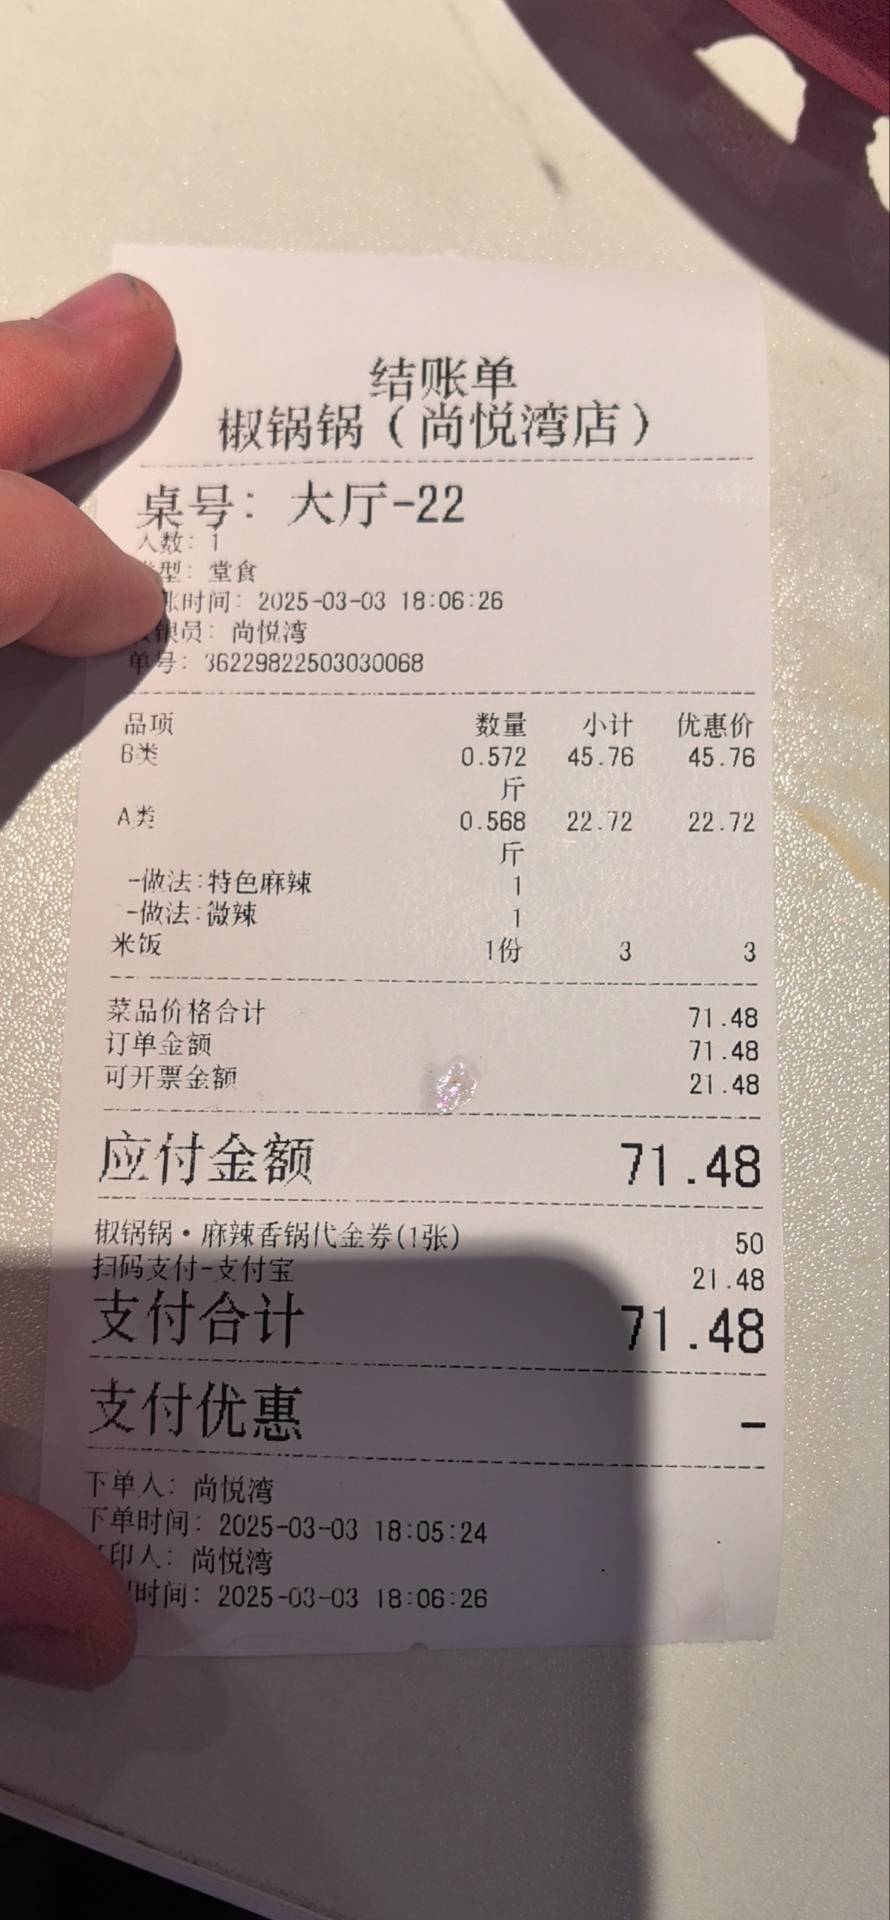 结账单
椒锅锅（尚悦湾店）
桌号：大厅-22
人数：1
型：堂食
账时间：2025-03-03 18:06:26
银员：尚悦湾
单号：36229822503030068
品项 数量 小计 优惠价
B类 0.572 45.76 45.76
斤
A类 0.568 22.72 22.72
斤
-做法:特色麻辣 1
-做法:微辣 1
米饭 1份 3 3
菜品价格合计 71.48
订单金额 71.48
可开票金额 21.48
应付金额 71.48
椒锅锅·麻辣香锅代金券(1张) 50
扫码支付-支付宝 21.48
支付合计 71.48
支付优惠 -
下单人：尚悦湾
下单时间：2025-03-03 18:05:24
印人：尚悦湾
时间：2025-03-03 18:06:26